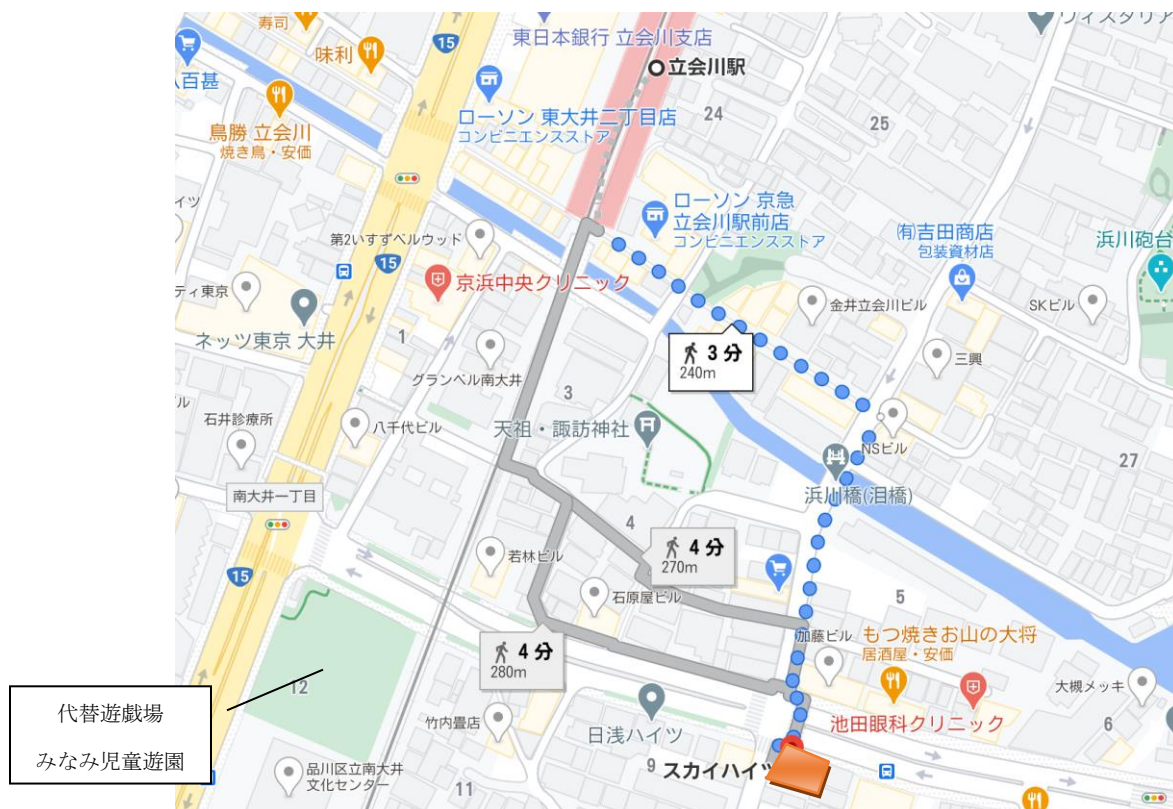 寿司
味利
15
東日本銀行 立会川支店
立会川駅
八百甚
鳥勝 立会川
焼き鳥・安価
ローソン 東大井二丁目店
コンビニエンスストア
24
25
ローソン 京急
立会川駅前店
コンビニエンスストア
第2いすずベルウッド
15
京浜中央クリニック
㈲吉田商店
包装資材店
浜川砲台
金井立会川ビル
SKビル
ティ東京
ネッツ東京 大井
1
グランベル南大井
3
3 分
240m
三興
石井診療所
八千代ビル
天祖・諏訪神社
NSビル
27
浜川橋(泪橋)
南大井一丁目
4
4 分
270m
若林ビル
石原屋ビル
15
5
加藤ビル
もつ焼きお山の大将
居酒屋・安価
4 分
280m
12
代替遊戯場
みなみ児童遊園
竹内畳店
日浅ハイツ
池田眼科クリニック
大槻メッキ
6
品川区立南大井
文化センター
11
9
スカイハイツ